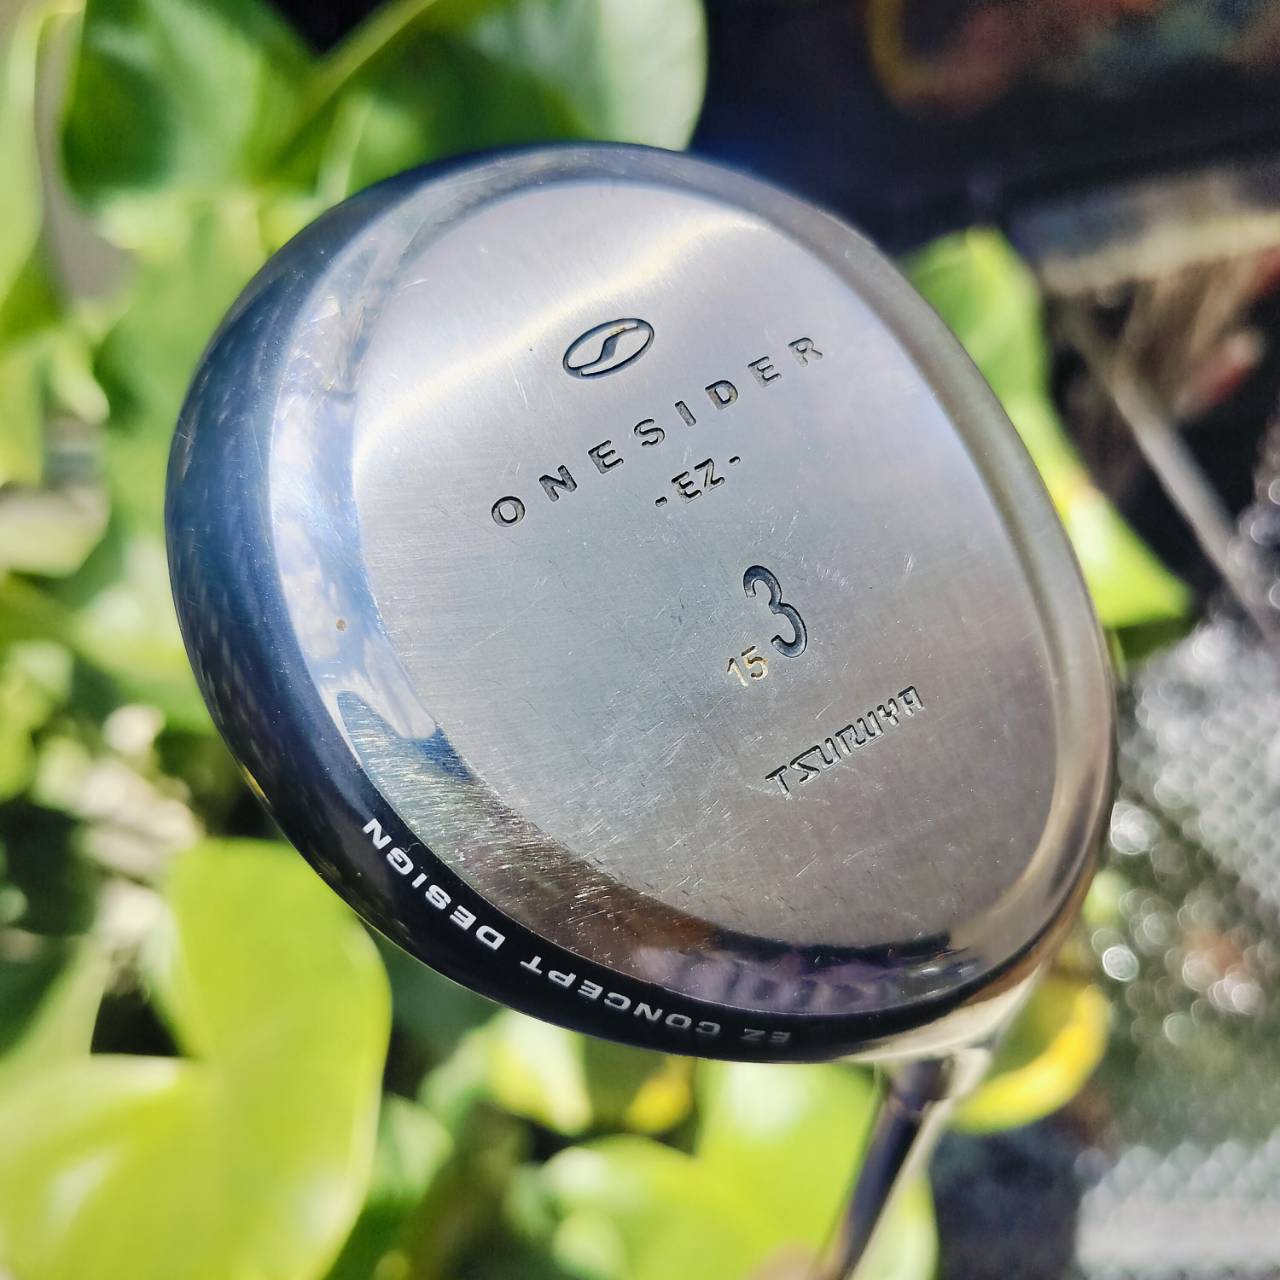 ONESIDER
-EZ-
3
15
TSURUYA
EZ CONCEPT DESIGN